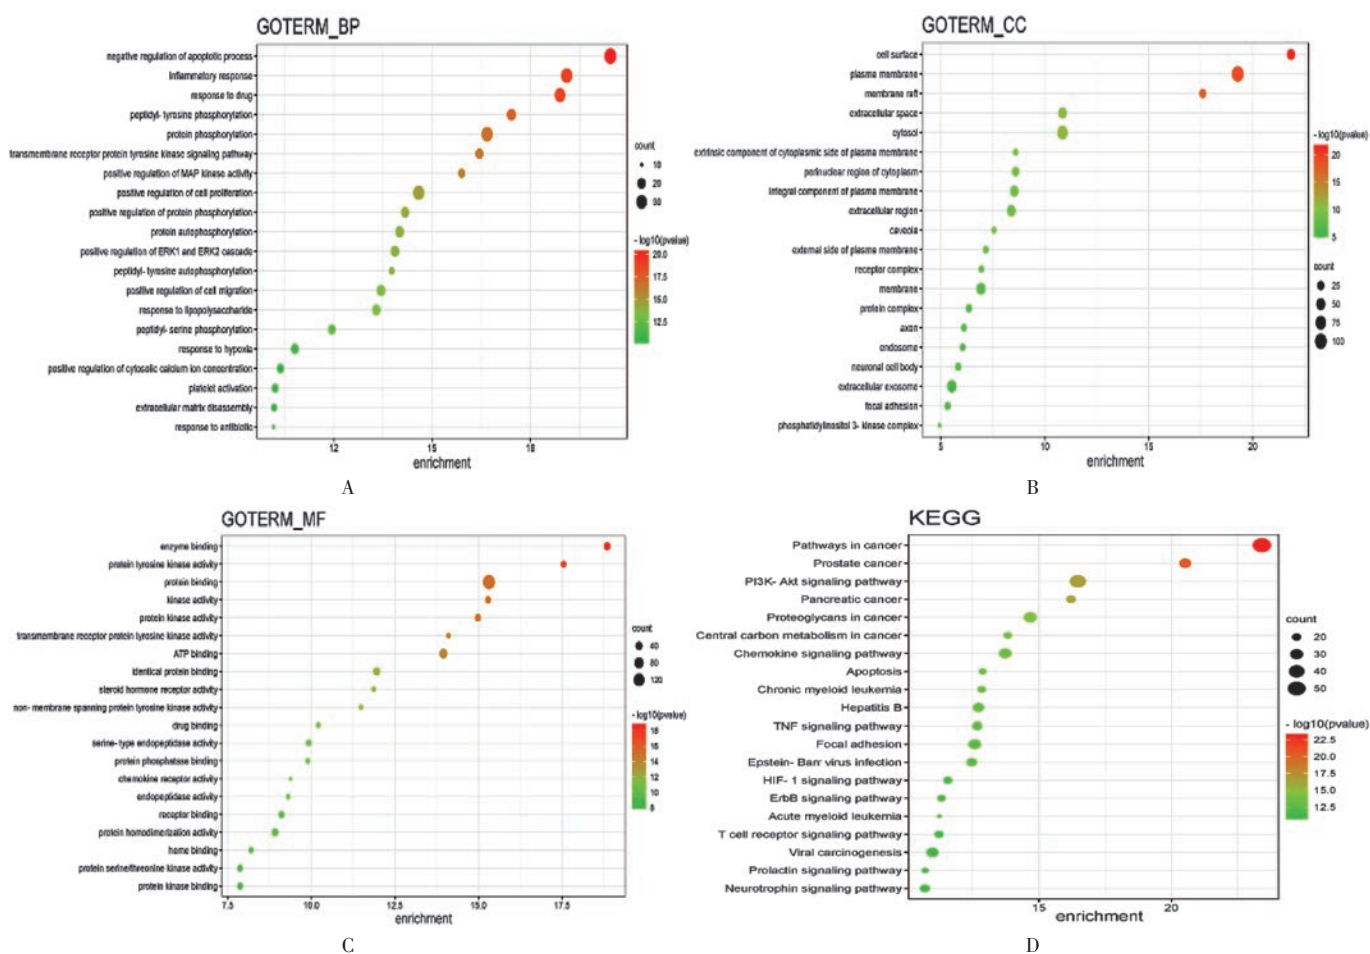 GOTERM_BP
negative regulation of apoptotic process
inflammatory response
response to drug
peptidyl- tyrosine phosphorylation
protein phosphorylation
transmembrane receptor protein tyrosine kinase signaling pathway
positive regulation of MAP kinase activity
positive regulation of cell proliferation
positive regulation of protein phosphorylation
protein autophosphorylation
positive regulation of ERK1 and ERK2 cascade
peptidyl- tyrosine autophosphorylation
positive regulation of cell migration
response to lipopolysaccharide
peptidyl- serine phosphorylation
response to hypoxia
positive regulation of cytosolic calcium ion concentration
platelet activation
extracellular matrix disassembly
response to antibiotic
12 15 18
enrichment
count
10
20
30
- log10(pvalue)
20.0
17.5
15.0
12.5
A
GOTERM_CC
cell surface
plasma membrane
membrane raft
extracellular space
cytosol
extrinsic component of cytoplasmic side of plasma membrane
perinuclear region of cytoplasm
integral component of plasma membrane
extracellular region
caveola
external side of plasma membrane
receptor complex
membrane
protein complex
axon
endosome
neuronal cell body
extracellular exosome
focal adhesion
phosphatidylinositol 3- kinase complex
5 10 15 20
enrichment
- log10(pvalue)
20
15
10
5
count
25
50
75
100
B
GOTERM_MF
enzyme binding
protein tyrosine kinase activity
protein binding
kinase activity
protein kinase activity
transmembrane receptor protein tyrosine kinase activity
ATP binding
identical protein binding
steroid hormone receptor activity
non- membrane spanning protein tyrosine kinase activity
drug binding
serine- type endopeptidase activity
protein phosphatase binding
chemokine receptor activity
endopeptidase activity
receptor binding
protein homodimerization activity
heme binding
protein serine/threonine kinase activity
protein kinase binding
7.5 10.0 12.5 15.0 17.5
enrichment
count
40
80
120
- log10(pvalue)
18
16
14
12
10
8
C
KEGG
Pathways in cancer
Prostate cancer
PI3K- Akt signaling pathway
Pancreatic cancer
Proteoglycans in cancer
Central carbon metabolism in cancer
Chemokine signaling pathway
Apoptosis
Chronic myeloid leukemia
Hepatitis B
TNF signaling pathway
Focal adhesion
Epstein- Barr virus infection
HIF- 1 signaling pathway
ErbB signaling pathway
Acute myeloid leukemia
T cell receptor signaling pathway
Viral carcinogenesis
Prolactin signaling pathway
Neurotrophin signaling pathway
15 20
enrichment
count
20
30
40
50
- log10(pvalue)
22.5
20.0
17.5
15.0
12.5
D